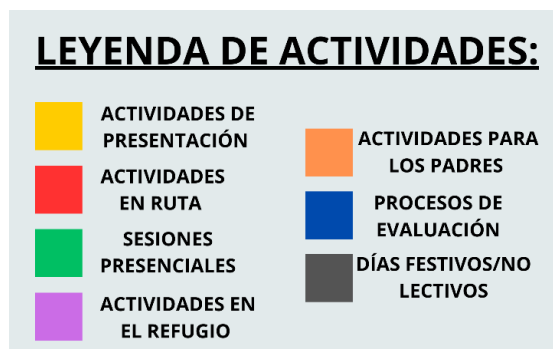 LEYENDA DE ACTIVIDADES:
ACTIVIDADES DE
PRESENTACIÓN
ACTIVIDADES
EN RUTA
SESIONES
PRESENCIALES
ACTIVIDADES EN
EL REFUGIO
ACTIVIDADES PARA
LOS PADRES
PROCESOS DE
EVALUACIÓN
DÍAS FESTIVOS/NO
LECTIVOS